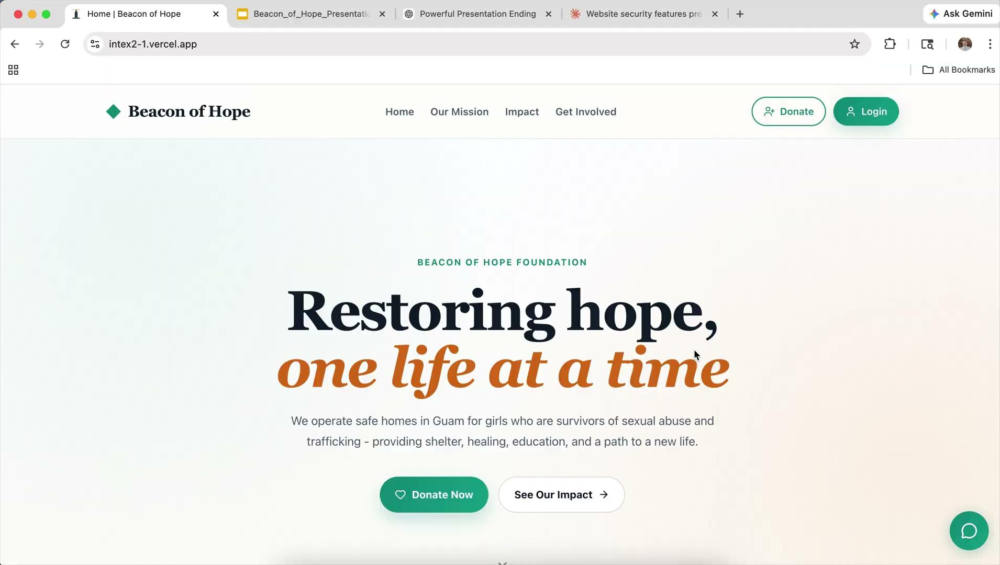 Home | Beacon of Hope
Beacon_of_Hope_Presentatic
Powerful Presentation Ending
Website security features pre
Ask Gemini
intex2-1.vercel.app
All Bookmarks
Beacon of Hope
Home
Our Mission
Impact
Get Involved
Donate
Login
BEACON OF HOPE FOUNDATION
Restoring hope,
one life at a time
We operate safe homes in Guam for girls who are survivors of sexual abuse and
trafficking - providing shelter, healing, education, and a path to a new life.
Donate Now
See Our Impact